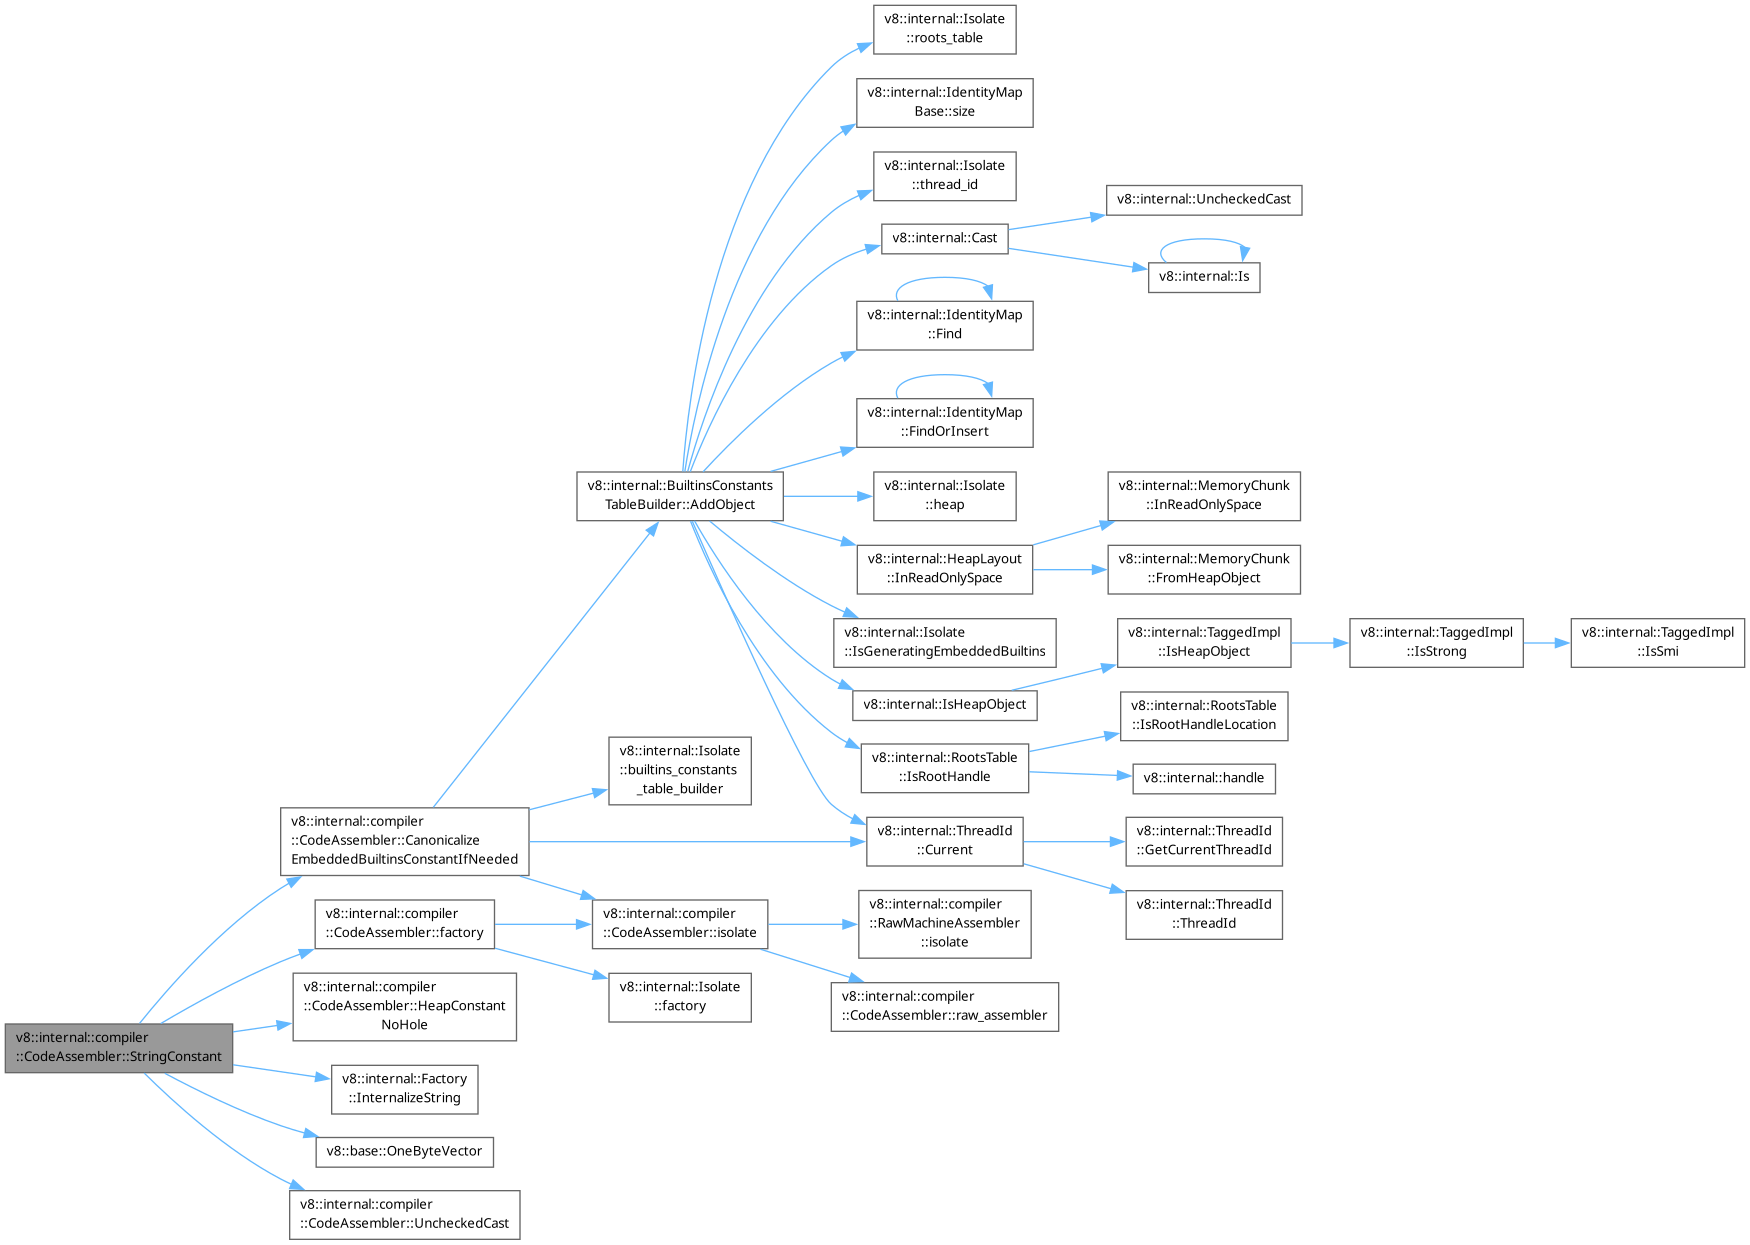 v8::internal::Isolate
::roots_table
v8::internal::IdentityMap
Base::size
v8::internal::Isolate
::thread_id
v8::internal::UncheckedCast
v8::internal::Cast
v8::internal::Is
v8::internal::IdentityMap
::Find
v8::internal::IdentityMap
::FindOrInsert
v8::internal::BuiltinsConstants
TableBuilder::AddObject
v8::internal::Isolate
::heap
v8::internal::MemoryChunk
::InReadOnlySpace
v8::internal::HeapLayout
::InReadOnlySpace
v8::internal::MemoryChunk
::FromHeapObject
v8::internal::Isolate
::IsGeneratingEmbeddedBuiltins
v8::internal::TaggedImpl
::IsHeapObject
v8::internal::TaggedImpl
::IsStrong
v8::internal::TaggedImpl
::IsSmi
v8::internal::IsHeapObject
v8::internal::RootsTable
::IsRootHandleLocation
v8::internal::RootsTable
::IsRootHandle
v8::internal::handle
v8::internal::Isolate
::builtins_constants
_table_builder
v8::internal::compiler
::CodeAssembler::Canonicalize
EmbeddedBuiltinsConstantIfNeeded
v8::internal::ThreadId
::Current
v8::internal::ThreadId
::GetCurrentThreadId
v8::internal::ThreadId
::ThreadId
v8::internal::compiler
::CodeAssembler::factory
v8::internal::compiler
::CodeAssembler::isolate
v8::internal::compiler
::RawMachineAssembler
::isolate
v8::internal::compiler
::CodeAssembler::HeapConstant
NoHole
v8::internal::Isolate
::factory
v8::internal::compiler
::CodeAssembler::raw_assembler
v8::internal::compiler
::CodeAssembler::StringConstant
v8::internal::Factory
::InternalizeString
v8::base::OneByteVector
v8::internal::compiler
::CodeAssembler::UncheckedCast